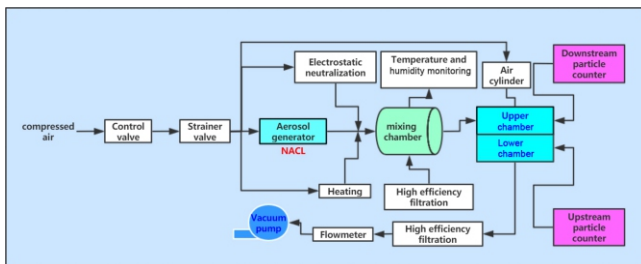 Electrostatic
neutralization
Temperature and
humidity monitoring
Air
cylinder
Downstream
particle
counter
compressed
air
Control
valve
Strainer
valve
Aerosol
generator
NACL
mixing
chamber
Upper
chamber
Lower
chamber
Heating
High efficiency
filtration
Vacuum
pump
Flowmeter
High efficiency
filtration
Upstream
particle
counter